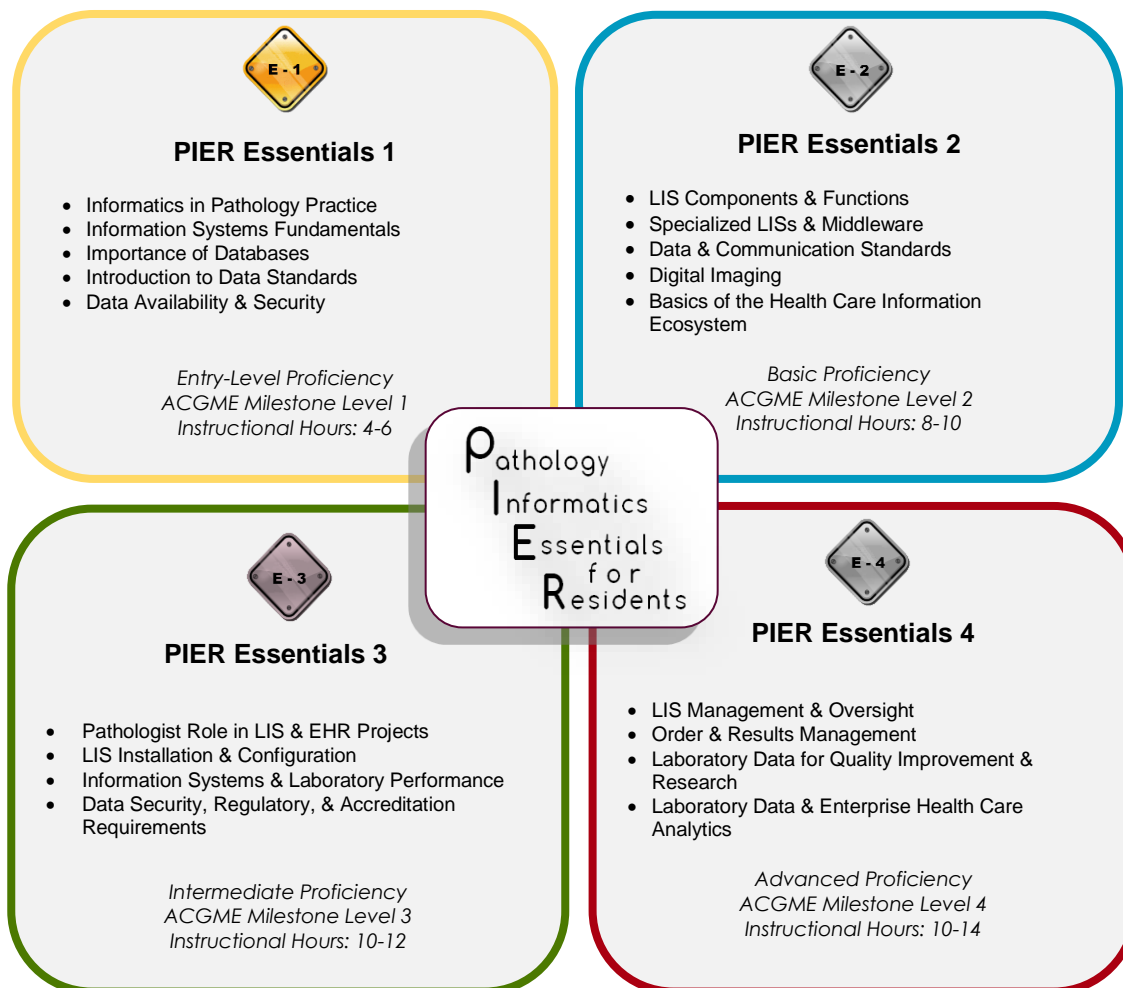 E - 1
PIER Essentials 1
• Informatics in Pathology Practice
• Information Systems Fundamentals
• Importance of Databases
• Introduction to Data Standards
• Data Availability & Security
Entry-Level Proficiency
ACGME Milestone Level 1
Instructional Hours: 4-6
E - 2
PIER Essentials 2
• LIS Components & Functions
• Specialized LISs & Middleware
• Data & Communication Standards
• Digital Imaging
• Basics of the Health Care Information
Ecosystem
Basic Proficiency
ACGME Milestone Level 2
Instructional Hours: 8-10
Pathology
Informatics
Essentials
for
Residents
E - 3
PIER Essentials 3
• Pathologist Role in LIS & EHR Projects
• LIS Installation & Configuration
• Information Systems & Laboratory Performance
• Data Security, Regulatory, & Accreditation
Requirements
Intermediate Proficiency
ACGME Milestone Level 3
Instructional Hours: 10-12
E - 4
PIER Essentials 4
• LIS Management & Oversight
• Order & Results Management
• Laboratory Data for Quality Improvement &
Research
• Laboratory Data & Enterprise Health Care
Analytics
Advanced Proficiency
ACGME Milestone Level 4
Instructional Hours: 10-14